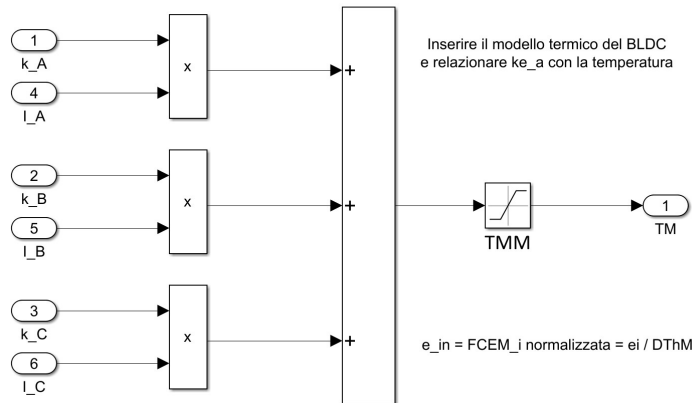 1
k_A
4
I_A
x
2
k_B
5
I_B
x
3
k_C
6
I_C
x
+
+
+
Inserire il modello termico del BLDC
e relazionare ke_a con la temperatura
TMM
1
TM
e_in = FCEM_i normalizzata = ei / DThM